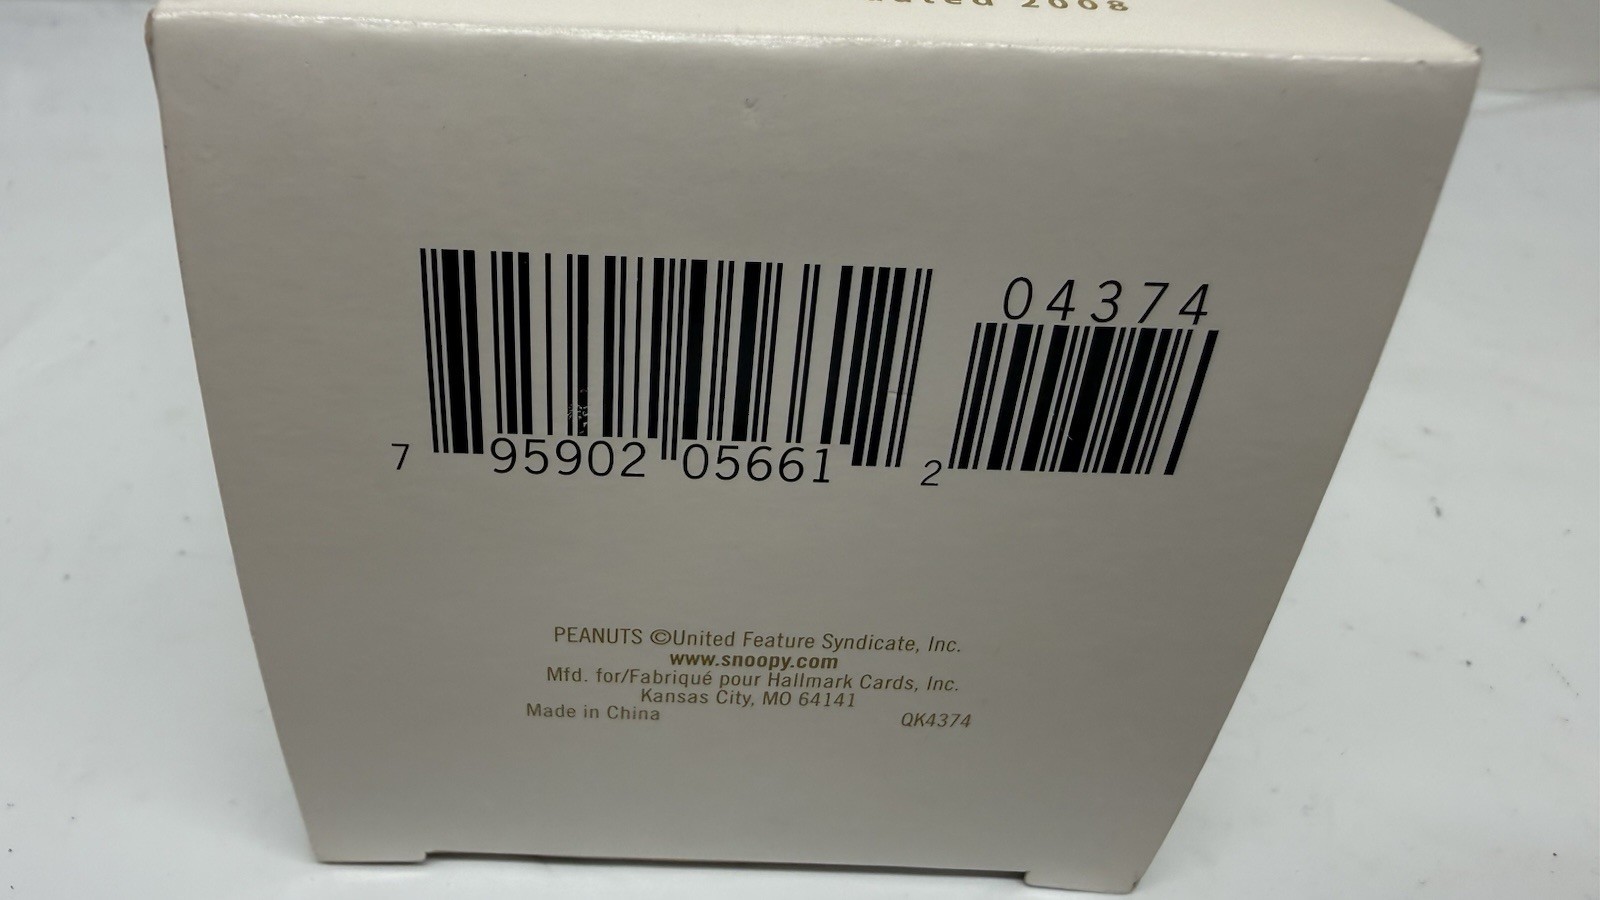 2008
04374
7 95902 05661 2
PEANUTS ©United Feature Syndicate, Inc.
www.snoopy.com
Mfd. for/Fabriqué pour Hallmark Cards, Inc.
Kansas City, MO 64141
Made in China QK4374